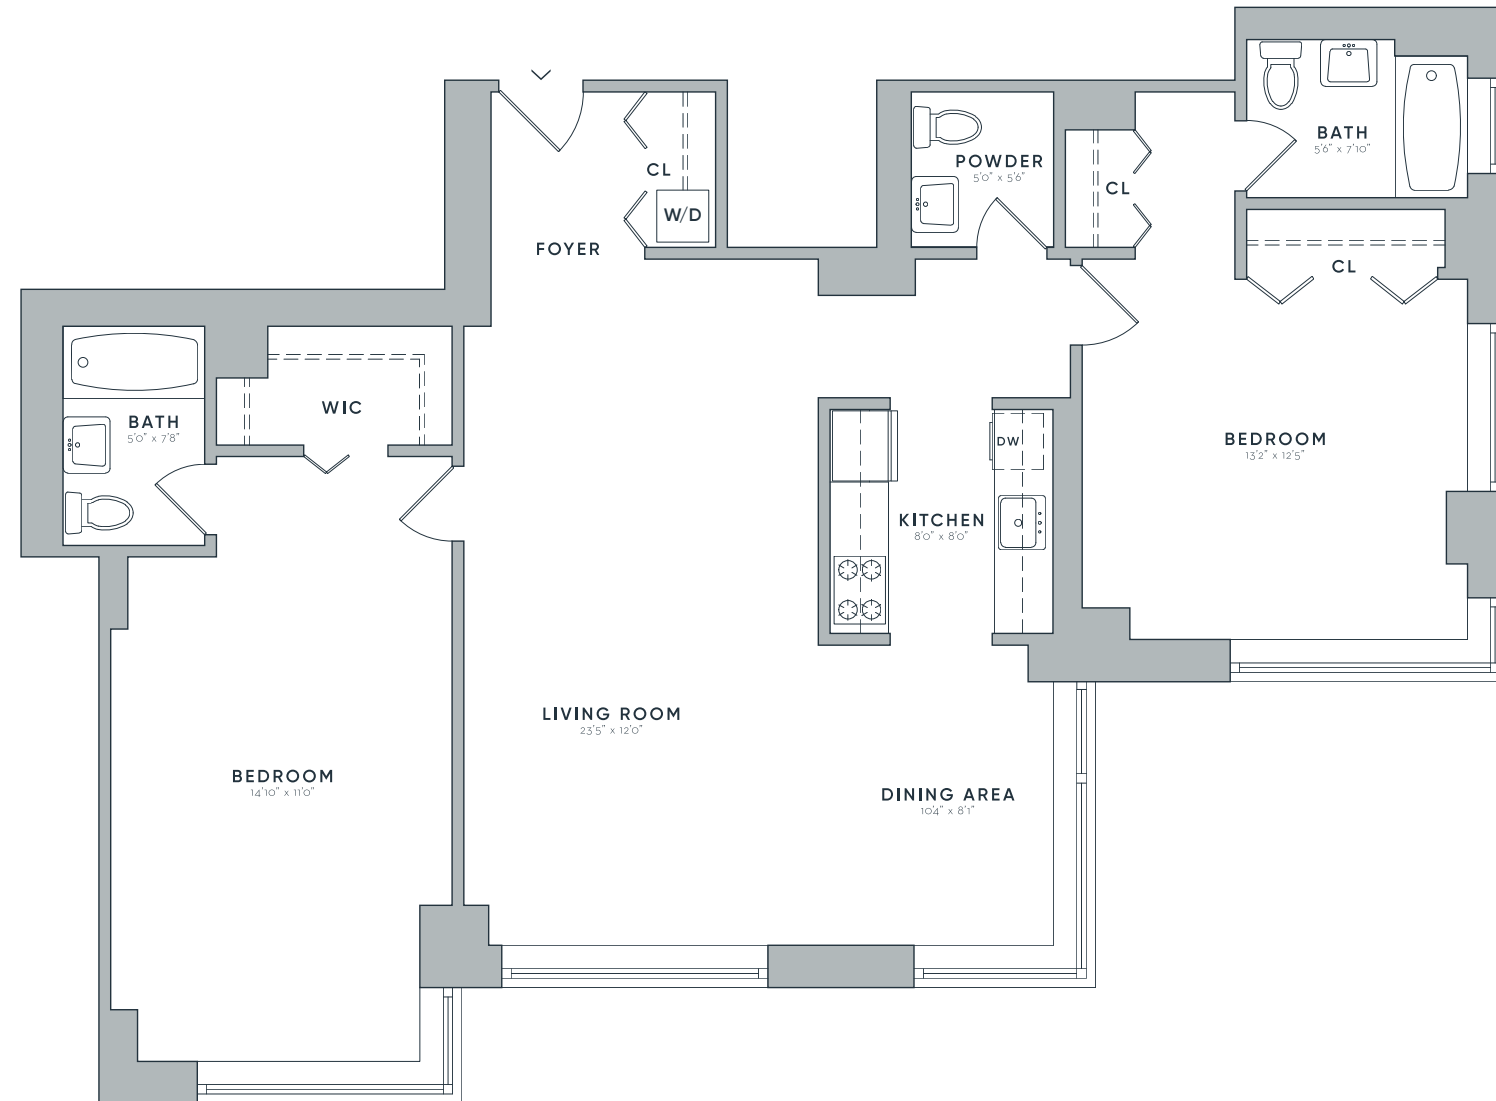 BATH
5'6" x 7'10"
POWDER
5'0" x 5'6"
CL
CL
W/D
FOYER
CL
WIC
BATH
5'0" x 7'8"
DW
BEDROOM
13'2" x 12'5"
KITCHEN
8'0" x 8'0"
LIVING ROOM
23'5" x 12'0"
BEDROOM
14'10" x 11'0"
DINING AREA
10'4" x 8'1"